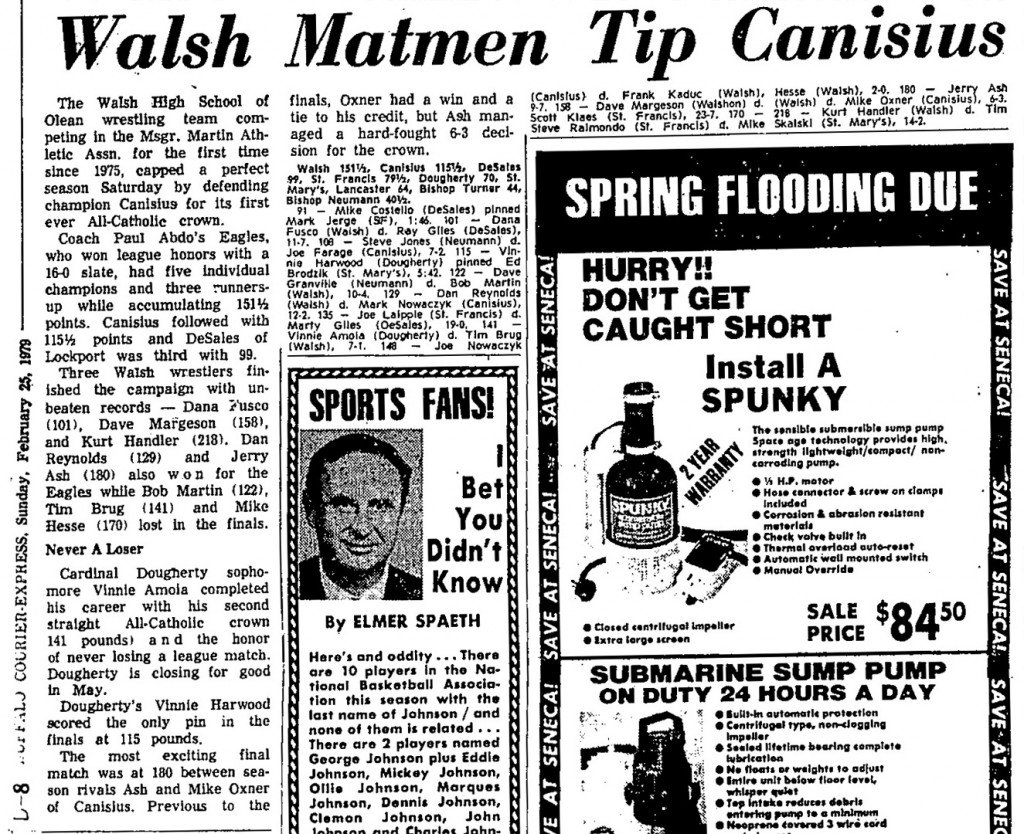 Walsh Matmen Tip Canisius
The Walsh High School of
Olean wrestling team com-
peting in the Msgr. Martin Ath-
letic Assn. for the first time
since 1975, capped a perfect
season Saturday by defending
champion Canisius for its first
ever All-Catholic crown.
Coach Paul Abdo's Eagles,
who won league honors with a
16-0 slate, had five individual
champions and three runners-
up while accumulating 151½
points. Canisius followed with
115½ points and DeSales of
Lockport was third with 99.
Three Walsh wrestlers fin-
ished the campaign with un-
beaten records — Dana Fusco
(101), Dave Margeson (158),
and Kurt Handler (218). Dan
Reynolds (129) and Jerry
Ash (180) also won for the
Eagles while Bob Martin (122),
Tim Brug (141) and Mike
Hesse (170) lost in the finals.
Never A Loser
Cardinal Dougherty sopho-
more Vinnie Amoia completed
his career with his second
straight All-Catholic crown
141 pounds) and the honor
of never losing a league match.
Dougherty is closing for good
in May.
Dougherty's Vinnie Harwood
scored the only pin in the
finals at 115 pounds.
The most exciting final
match was at 180 between sea-
son rivals Ash and Mike Oxner
of Canisius. Previous to the
finals, Oxner had a win and a
tie to his credit, but Ash man-
aged a hard-fought 6-3 deci-
sion for the crown.
Walsh 151½, Canisius 115½, DeSales
99, St. Francis 79½, Dougherty 70, St.
Mary's, Lancaster 64, Bishop Turner 44,
Bishop Neumann 40½.
91 — Mike Costello (DeSales) pinned
Mark Jerge (SF), 1:46. 101 — Dana
Fusco (Walsh) d. Ray Giles (DeSales),
11-7. 108 — Steve Jones (Neumann) d.
Joe Farage (Canisius), 7-2. 115 — Vin-
nie Harwood (Dougherty) pinned Ed
Brodzik (St. Mary's), 5:42. 122 — Dave
Granville (Neumann) d. Bob Martin
(Walsh), 10-4. 129 — Dan Reynolds
(Walsh) d. Mark Nowaczyk (Canisius),
12-2. 135 — Joe Laipple (St. Francis) d.
Marty Giles (DeSales), 19-0. 141 —
Vinnie Amoia (Dougherty) d. Tim Brug
(Walsh), 7-1. 148 — Joe Nowaczyk
(Canisius) d. Frank Kaduc (Walsh),
9-7. 158 — Dave Margeson (Walshon) d.
Scott Klaes (St. Francis), 23-7. 170 —
Steve Raimondo (St. Francis) d. Mike
Hesse (Walsh), 2-0. 180 — Jerry Ash
(Walsh) d. Mike Oxner (Canisius), 6-3.
218 — Kurt Handler (Walsh) d. Tim
Skalski (St. Mary's), 14-2.
SPORTS FANS!
I
Bet
You
Didn't
Know
By ELMER SPAETH
Here's and oddity ... There
are 10 players in the Na-
tional Basketball Associa-
tion this season with the
last name of Johnson / and
none of them is related ...
There are 2 players named
George Johnson plus Eddie
Johnson, Mickey Johnson,
Ollie Johnson, Marques
Johnson, Dennis Johnson,
Clemon Johnson, John
Johnson and Charles John-
SPRING FLOODING DUE
HURRY!!
DON'T GET
CAUGHT SHORT
Install A
SPUNKY
2 YEAR
WARRANTY
SPUNKY
The sensible submersible sump pump
Space age technology provides high,
strength lightweight/compact/ non-
corroding pump.
• ⅓ H.P. motor
• Hose connector & screw on clamps
included
• Corrosion & abrasion resistant
materials
• Check valve built in
• Thermal overload auto-reset
• Automatic wall mounted switch
• Manual Override
• Closed centrifugal impeller
• Extra large screen
SALE
PRICE $84.50
SUBMARINE SUMP PUMP
ON DUTY 24 HOURS A DAY
• Built-in automatic protection
• Centrifugal type, non-clogging
impeller
• Sealed lifetime bearing complete
lubrication
• No floats or weights to adjust
• Entire unit below floor level,
whisper quiet
• Top intake reduces debris
entering pump to a minimum
• Neoprene covered 3 wire cord
SAVE AT SENECA! SAVE AT SENECA! SAVE AT SENECA!
SAVE AT SENECA! SAVE AT SENECA! SAVE AT SENEC
COURIER-EXPRESS, Sunday, February 25, 1979
D-8